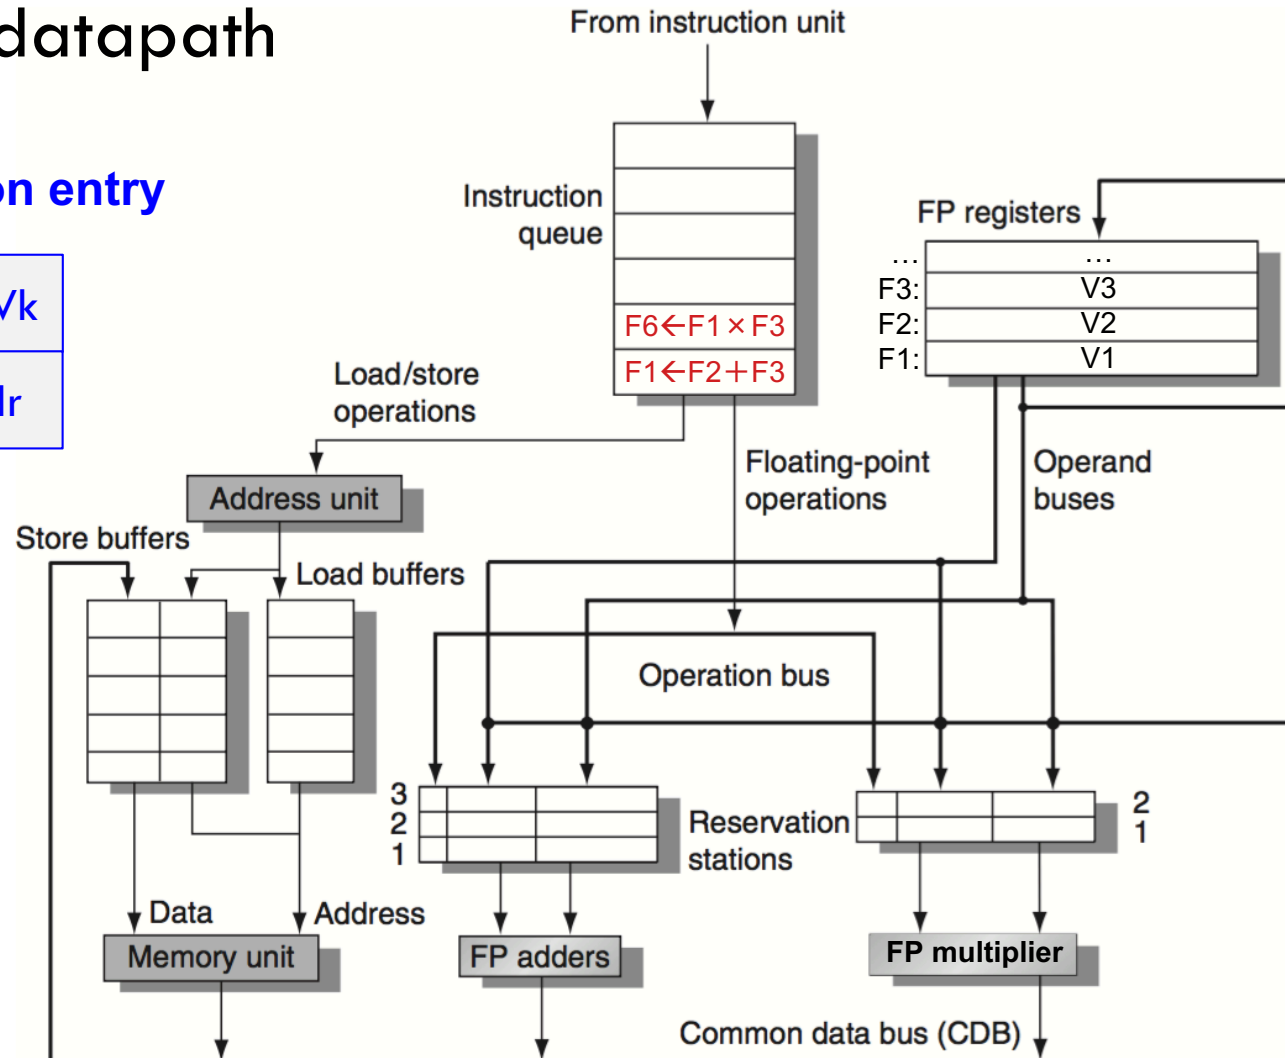 datapath
From instruction unit
on entry
Instruction
queue
FP registers
... ...
F3: V3
F2: V2
F1: V1
Vk
F6←F1×F3
F1←F2+F3
Load/store
operations
Floating-point
operations
Operand
buses
Address unit
Store buffers
Load buffers
Operation bus
3
2
1
Reservation
stations
2
1
Data
Address
Memory unit
FP adders
FP multiplier
Common data bus (CDB)